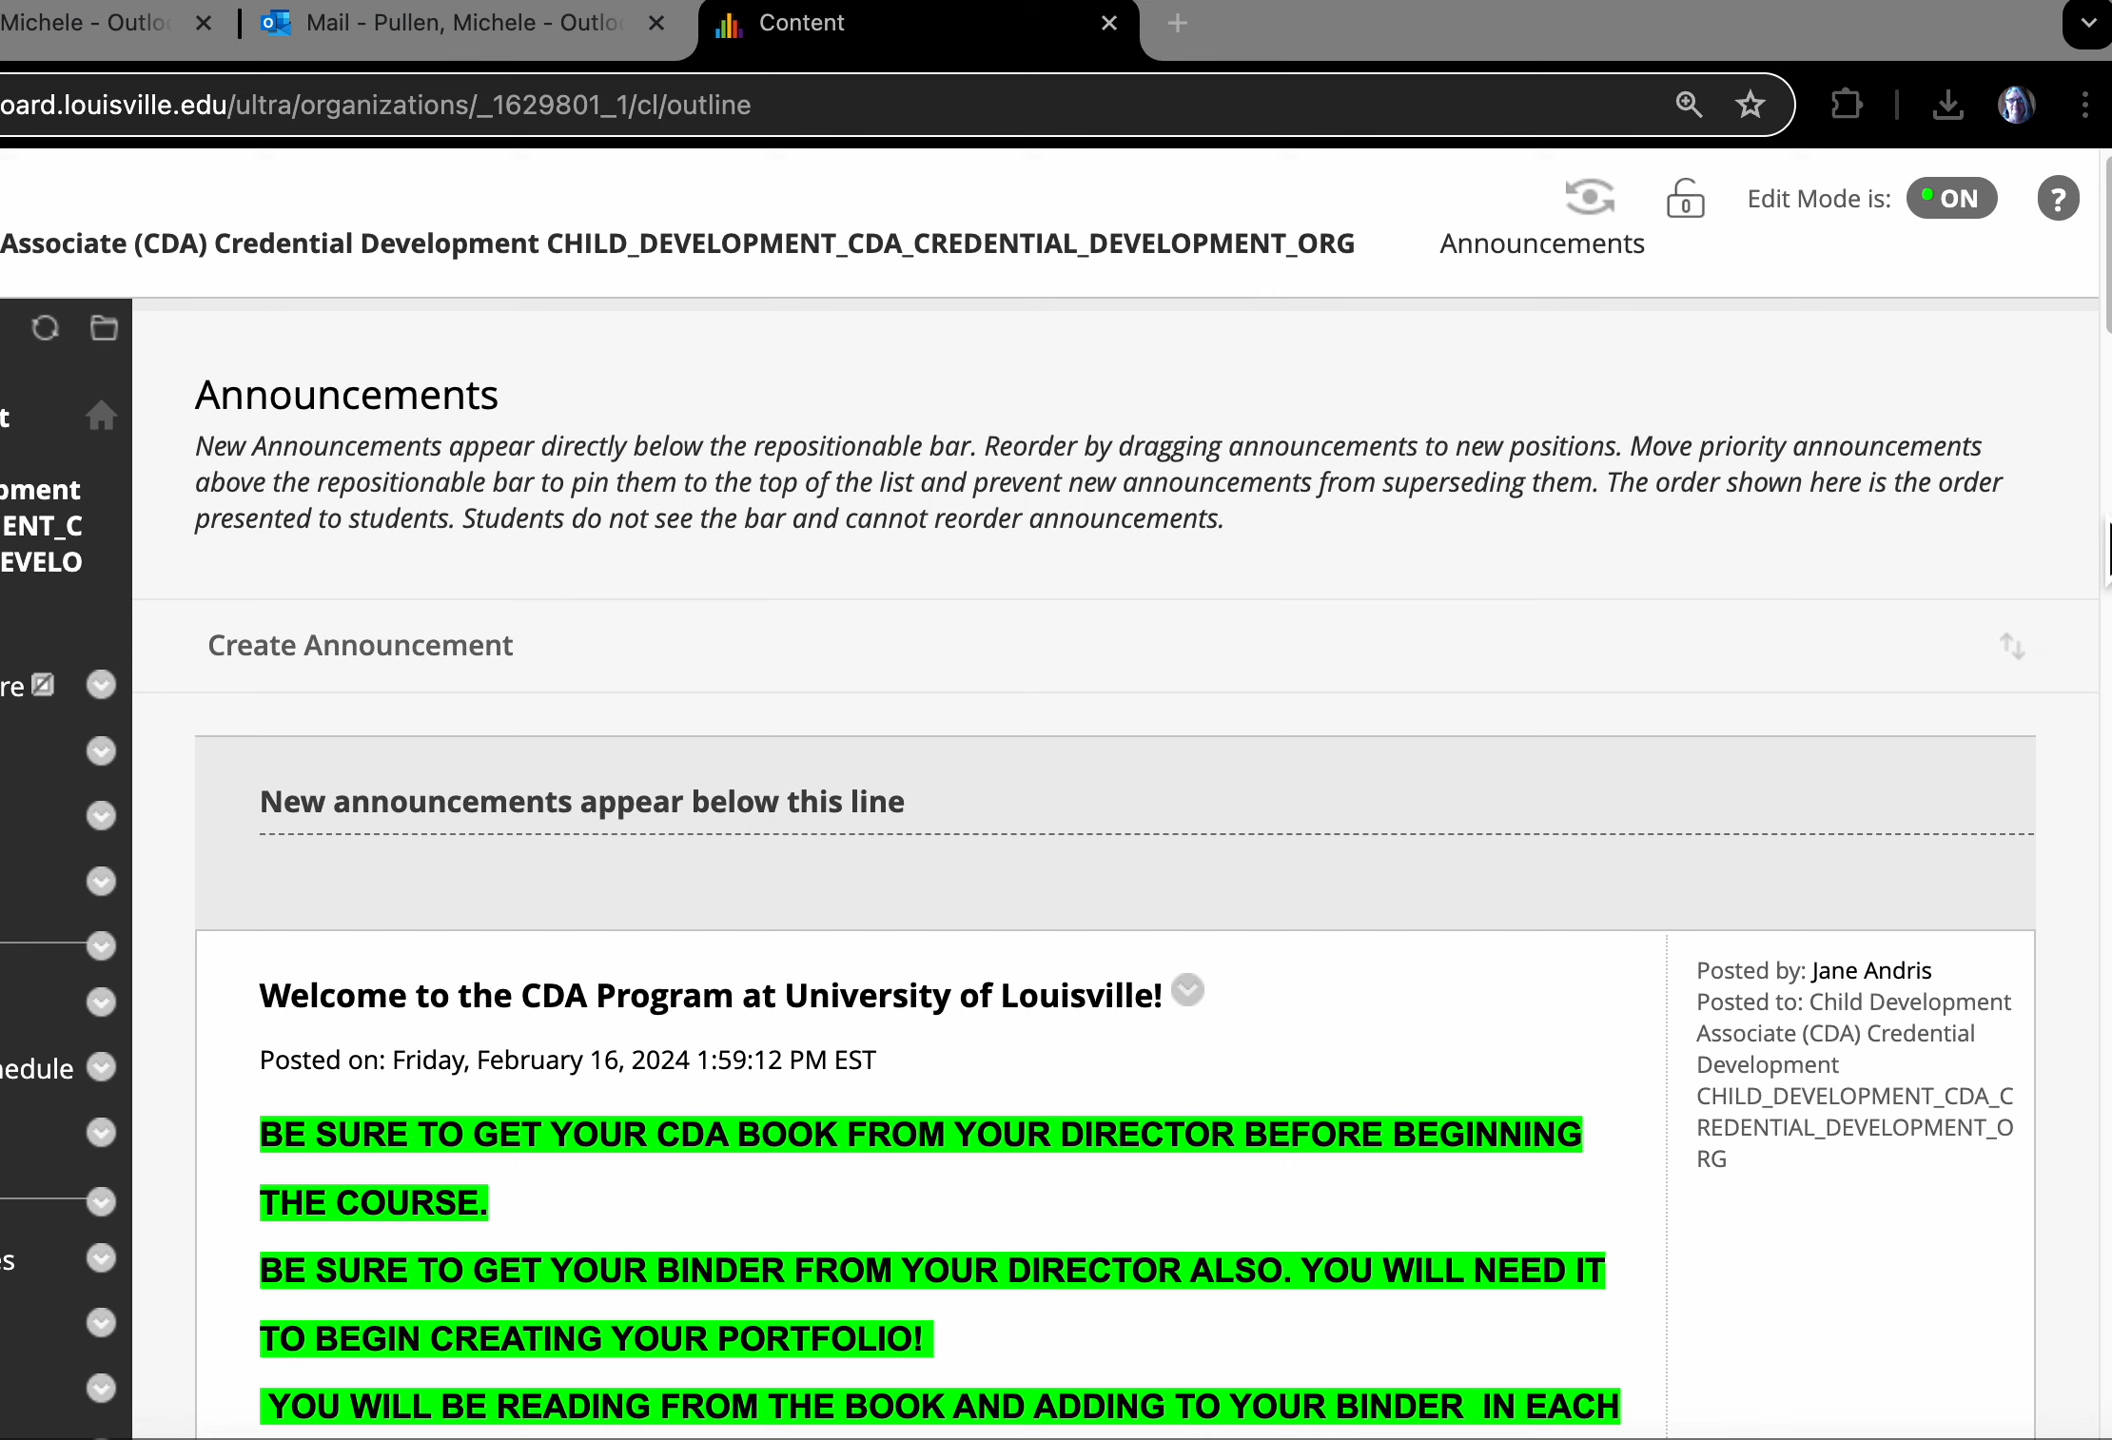 Michele - Outlo
Mail - Pullen, Michele - Outlo
Content
oard.louisville.edu/ultra/organizations/_1629801_1/cl/outline
Edit Mode is:
ON
?
Associate (CDA) Credential Development CHILD_DEVELOPMENT_CDA_CREDENTIAL_DEVELOPMENT_ORG
Announcements
t
pment
ENT_C
EVELO
re
edule
s
Announcements
New Announcements appear directly below the repositionable bar. Reorder by dragging announcements to new positions. Move priority announcements
above the repositionable bar to pin them to the top of the list and prevent new announcements from superseding them. The order shown here is the order
presented to students. Students do not see the bar and cannot reorder announcements.
Create Announcement
New announcements appear below this line
Welcome to the CDA Program at University of Louisville!
Posted on: Friday, February 16, 2024 1:59:12 PM EST
BE SURE TO GET YOUR CDA BOOK FROM YOUR DIRECTOR BEFORE BEGINNING
THE COURSE.
BE SURE TO GET YOUR BINDER FROM YOUR DIRECTOR ALSO. YOU WILL NEED IT
TO BEGIN CREATING YOUR PORTFOLIO!
YOU WILL BE READING FROM THE BOOK AND ADDING TO YOUR BINDER IN EACH
Posted by: Jane Andris
Posted to: Child Development
Associate (CDA) Credential
Development
CHILD_DEVELOPMENT_CDA_C
REDENTIAL_DEVELOPMENT_O
RG